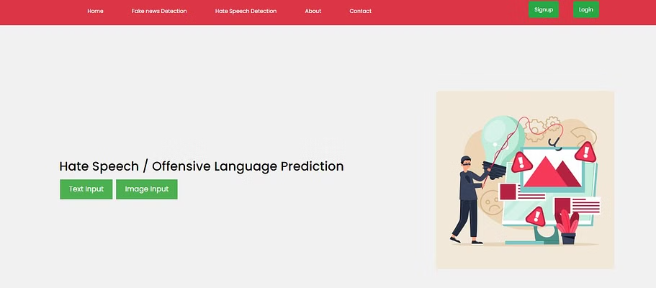 Home Fake news Detection Hate Speech Detection About Contact Signup Login
Hate Speech / Offensive Language Prediction
Text Input Image Input